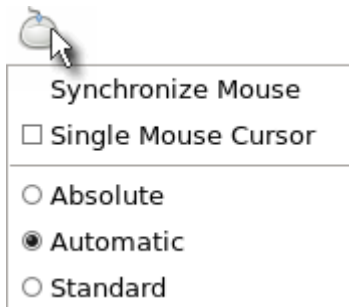 Synchronize Mouse
Single Mouse Cursor
Absolute
Automatic
Standard